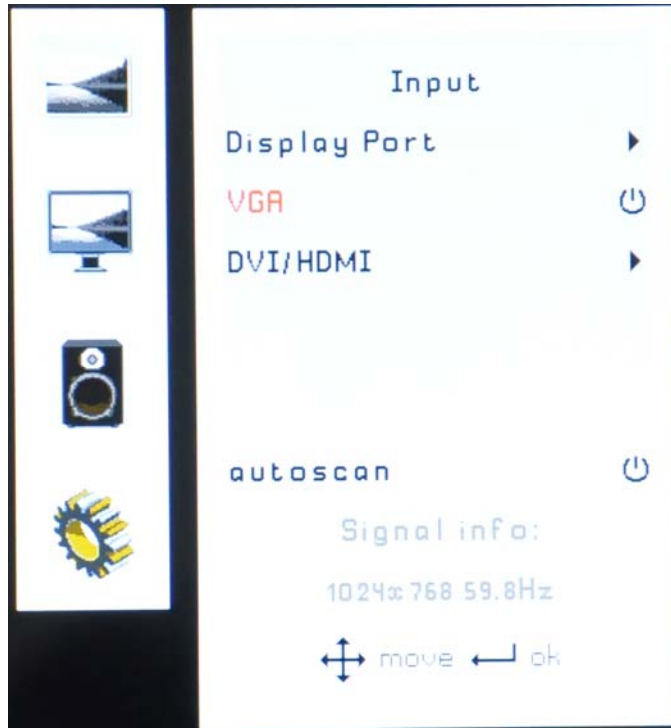 Input
Display Port
VGA
DVI/HDMI
autoscan
Signal info:
1024x768 59.8Hz
move ok